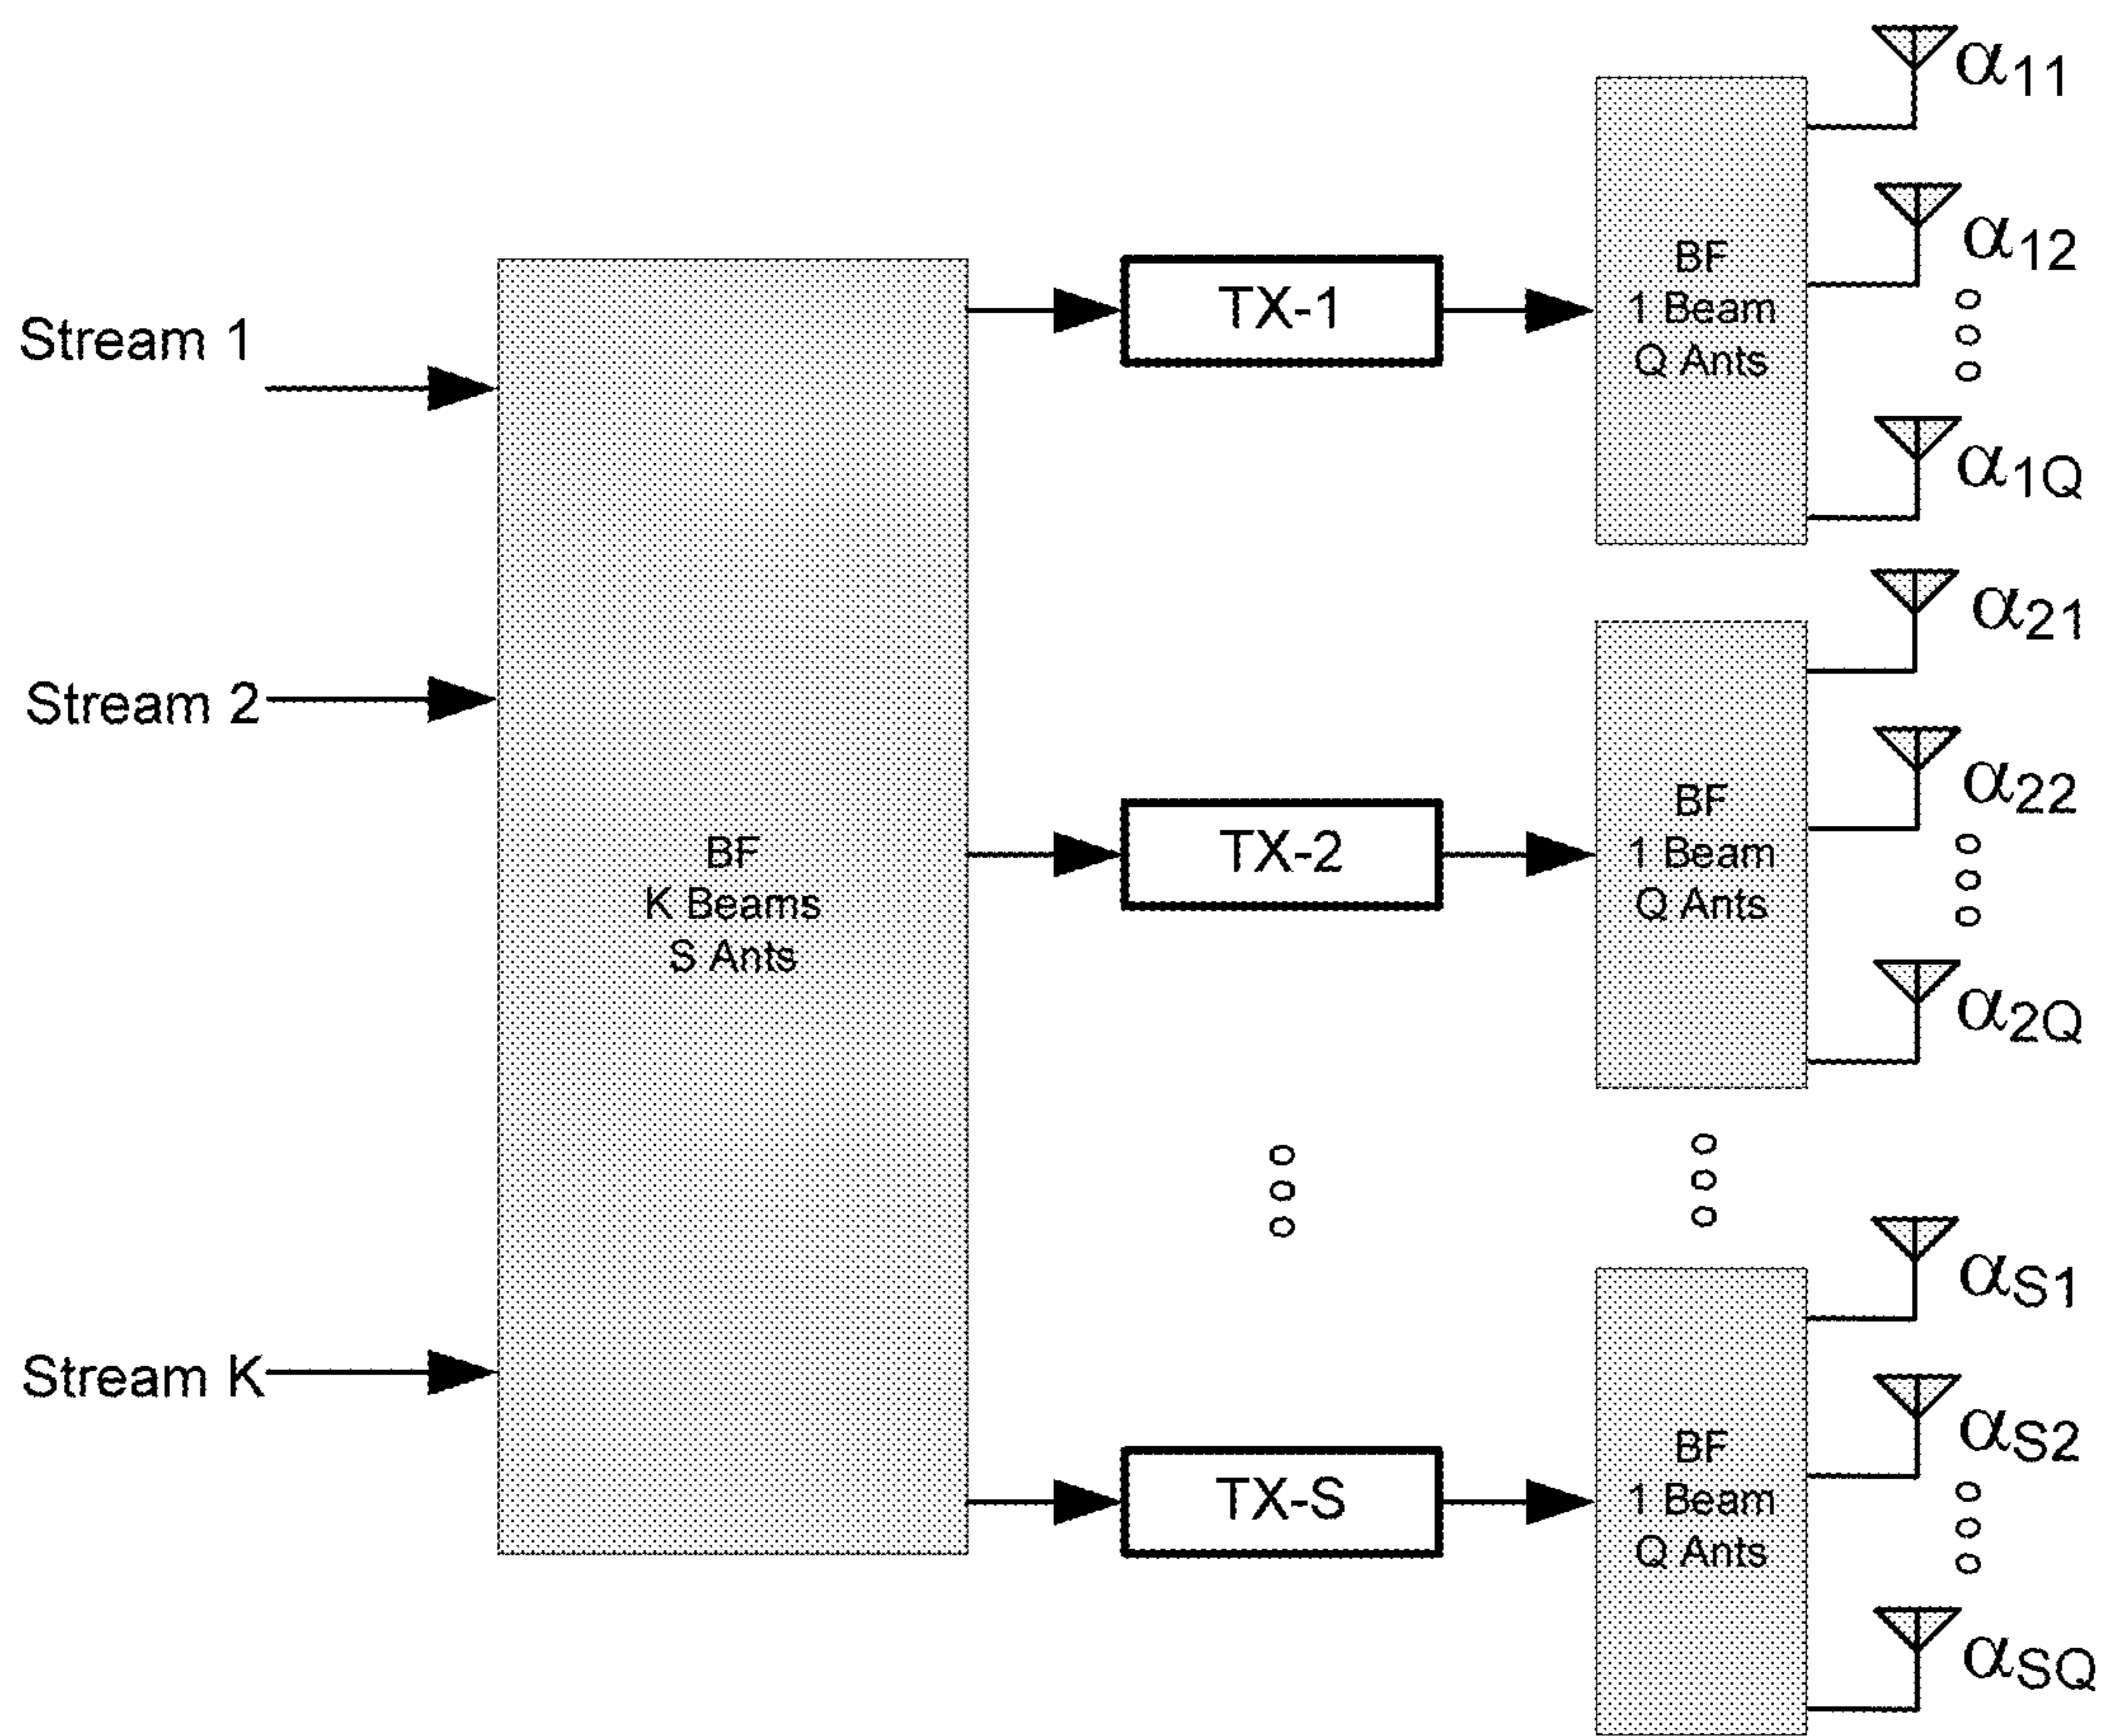 Stream 1
Stream 2
Stream K
BF
K Beams
S Ants
TX-1
TX-2
TX-S
BF
1 Beam
Q Ants
BF
1 Beam
Q Ants
BF
1 Beam
Q Ants
α11
α12
α1Q
α21
α22
α2Q
αS1
αS2
αSQ